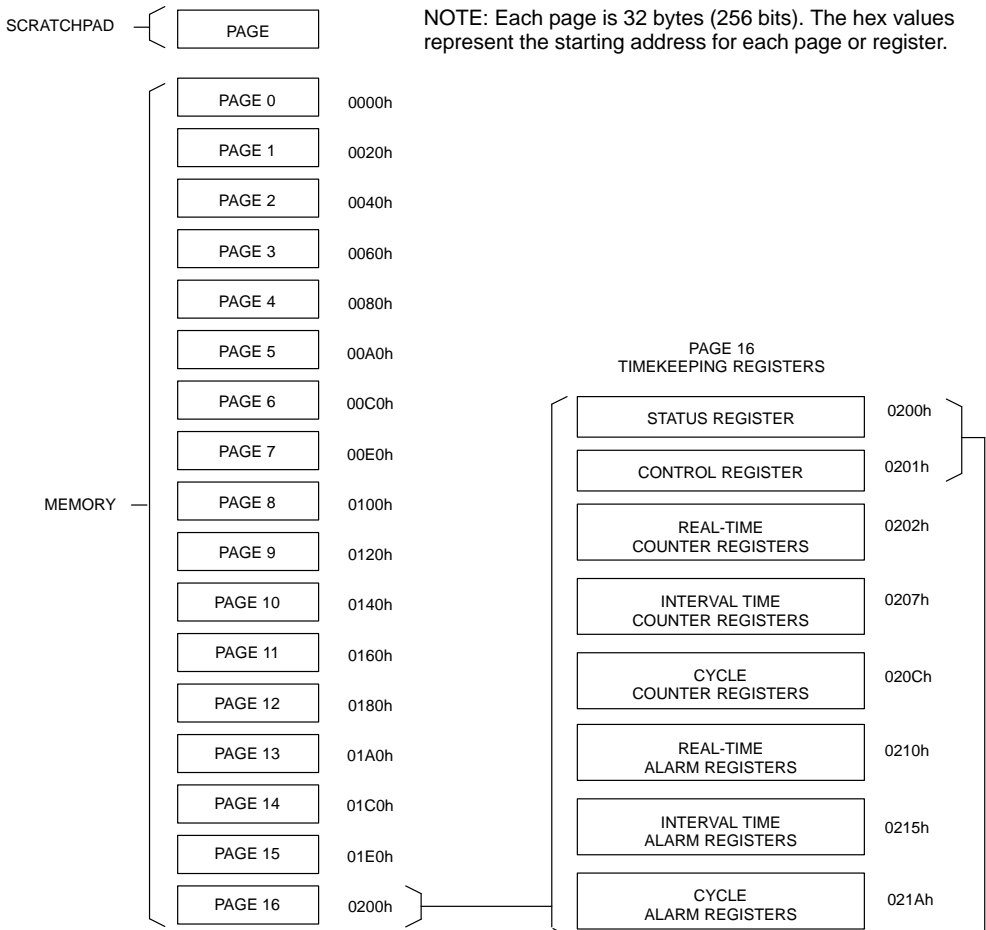 SCRATCHPAD
PAGE
NOTE: Each page is 32 bytes (256 bits). The hex values
represent the starting address for each page or register.
MEMORY
PAGE 0 0000h
PAGE 1 0020h
PAGE 2 0040h
PAGE 3 0060h
PAGE 4 0080h
PAGE 5 00A0h
PAGE 6 00C0h
PAGE 7 00E0h
PAGE 8 0100h
PAGE 9 0120h
PAGE 10 0140h
PAGE 11 0160h
PAGE 12 0180h
PAGE 13 01A0h
PAGE 14 01C0h
PAGE 15 01E0h
PAGE 16 0200h
PAGE 16
TIMEKEEPING REGISTERS
STATUS REGISTER 0200h
CONTROL REGISTER 0201h
REAL-TIME
COUNTER REGISTERS 0202h
INTERVAL TIME
COUNTER REGISTERS 0207h
CYCLE
COUNTER REGISTERS 020Ch
REAL-TIME
ALARM REGISTERS 0210h
INTERVAL TIME
ALARM REGISTERS 0215h
CYCLE
ALARM REGISTERS 021Ah